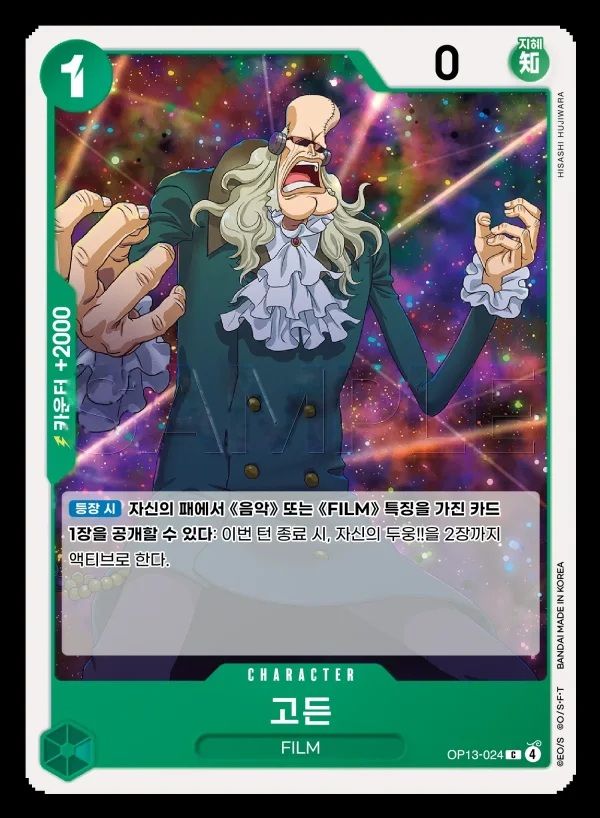 1
0
지혜
知
HISASHI HUJIWARA
카운터 +2000
SAMPLE
등장 시 자신의 패에서 《음악》 또는 《FILM》 특징을 가진 카드
1장을 공개할 수 있다: 이번 턴 종료 시, 자신의 두웅!!을 2장까지
액티브로 한다.
CHARACTER
고든
FILM
OP13-024 C 4
©EO/S ©O/S·F·T BANDAI MADE IN KOREA